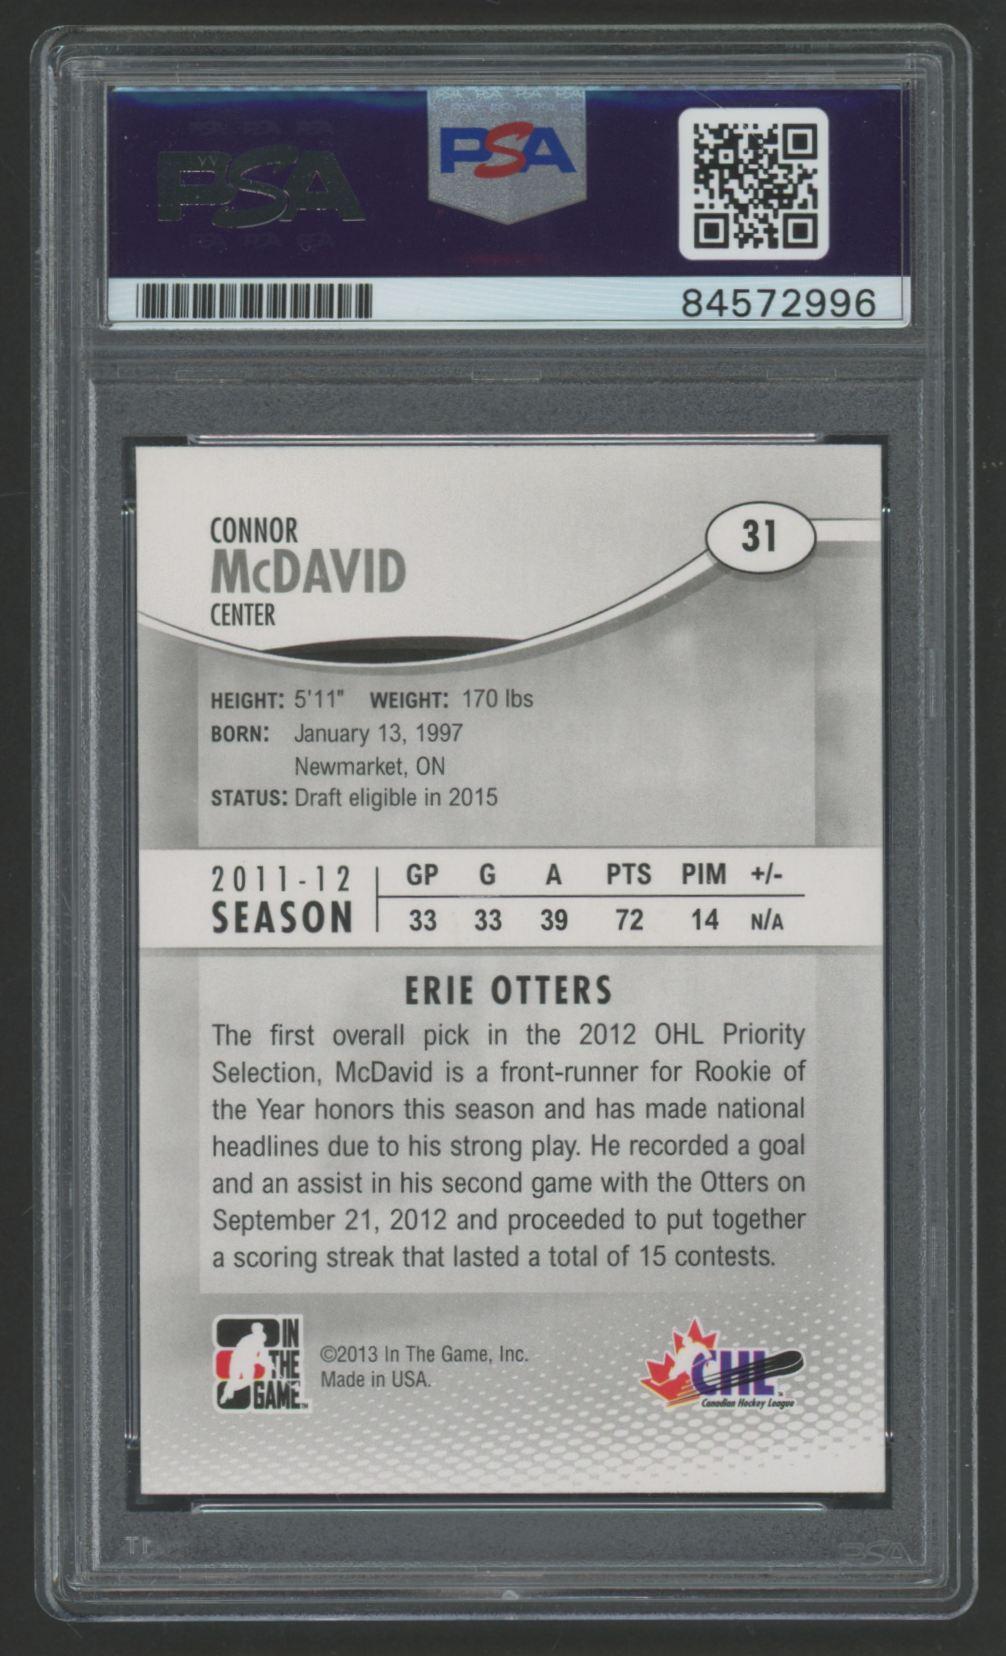 PSA
PSA
84572996
31
CONNOR
McDAVID
CENTER
HEIGHT: 5'11" WEIGHT: 170 lbs
BORN: January 13, 1997
Newmarket, ON
STATUS: Draft eligible in 2015
2011-12 GP G A PTS PIM +/-
SEASON 33 33 39 72 14 N/A
ERIE OTTERS
The first overall pick in the 2012 OHL Priority
Selection, McDavid is a front-runner for Rookie of
the Year honors this season and has made national
headlines due to his strong play. He recorded a goal
and an assist in his second game with the Otters on
September 21, 2012 and proceeded to put together
a scoring streak that lasted a total of 15 contests.
IN
THE
GAME™
©2013 In The Game, Inc.
Made in USA.
CHL™
Canadian Hockey League
PSA